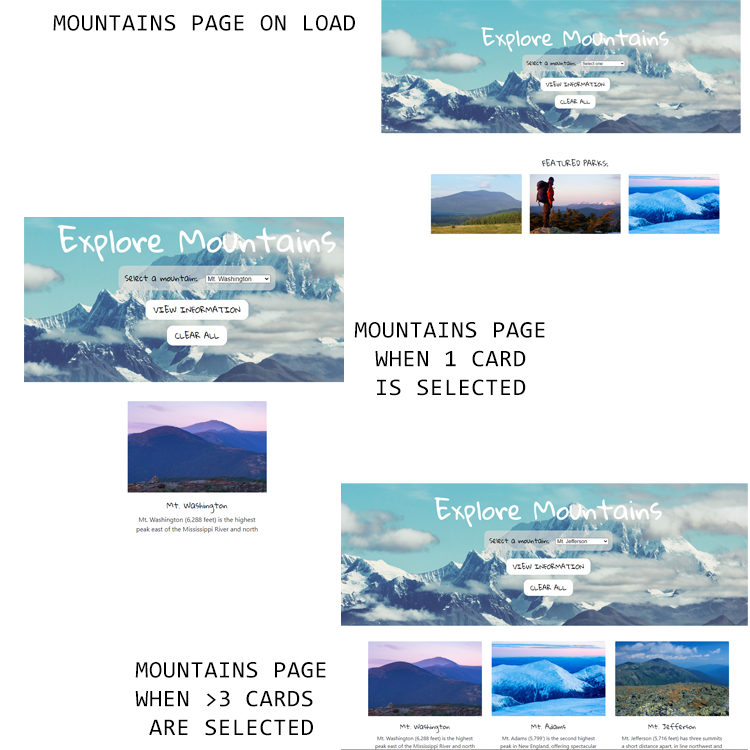 MOUNTAINS PAGE ON LOAD
Explore Mountains
Select a mountain: Select one
VIEW INFORMATION
CLEAR ALL
FEATURED PARKS:
Explore Mountains
Select a mountain: Mt. Washington
VIEW INFORMATION
CLEAR ALL
MOUNTAINS PAGE
WHEN 1 CARD
IS SELECTED
Mt. Washington
Mt. Washington (6,288 feet) is the highest
peak east of the Mississippi River and north
Explore Mountains
Select a mountain: Mt. Jefferson
VIEW INFORMATION
CLEAR ALL
MOUNTAINS PAGE
WHEN >3 CARDS
ARE SELECTED
Mt. Washington
Mt. Washington (6,288 feet) is the highest
peak east of the Mississippi River and north
Mt. Adams
Mt. Adams (5,799') is the second highest
peak in New England, offering spectacular
Mt. Jefferson
Mt. Jefferson (5,716 feet) has three summits
a short distance apart, in line northwest and